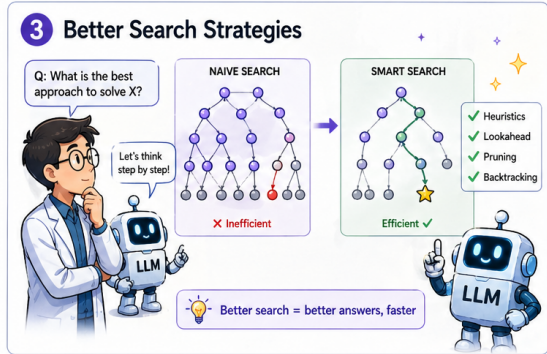 3 Better Search Strategies
Q: What is the best
approach to solve X?
Let's think
step by step!
LLM
NAIVE SEARCH
✗ Inefficient
SMART SEARCH
Efficient ✓
✓ Heuristics
✓ Lookahead
✓ Pruning
✓ Backtracking
LLM
Better search = better answers, faster